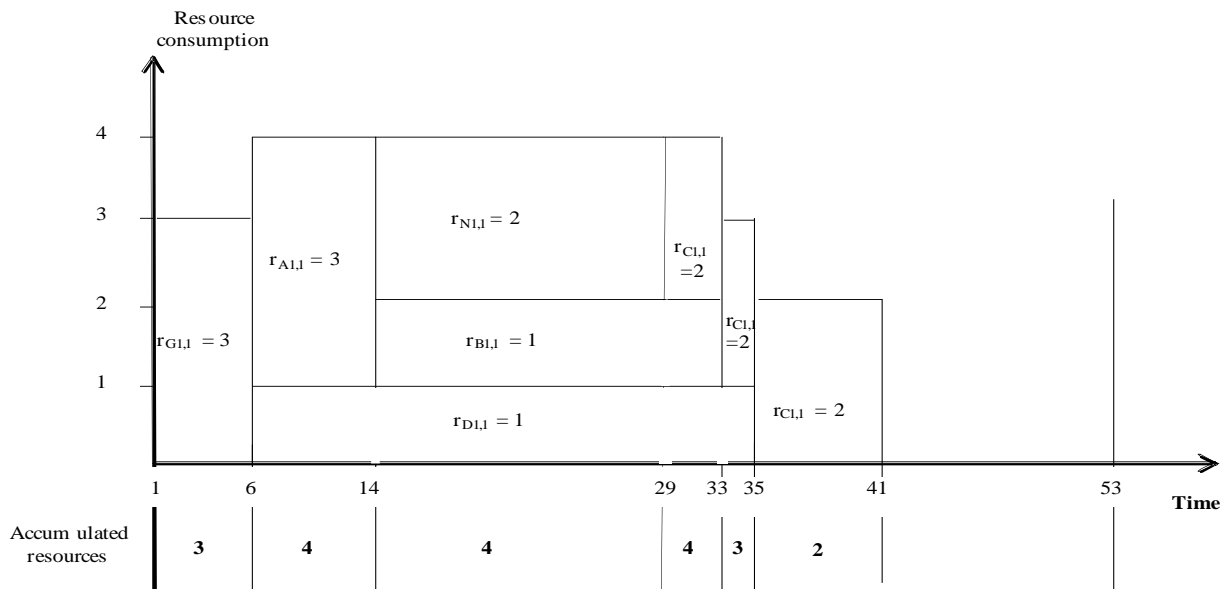 Resource
consumption
4
3
2
1
rN1,1 = 2
rA1,1 = 3
rC1,1
=2
rG1,1 = 3
rB1,1 = 1
rC1,1
=2
rD1,1 = 1
rC1,1 = 2
1 6 14 29 33 35 41 53
Time
Accum ulated
resources
3 4 4 4 3 2